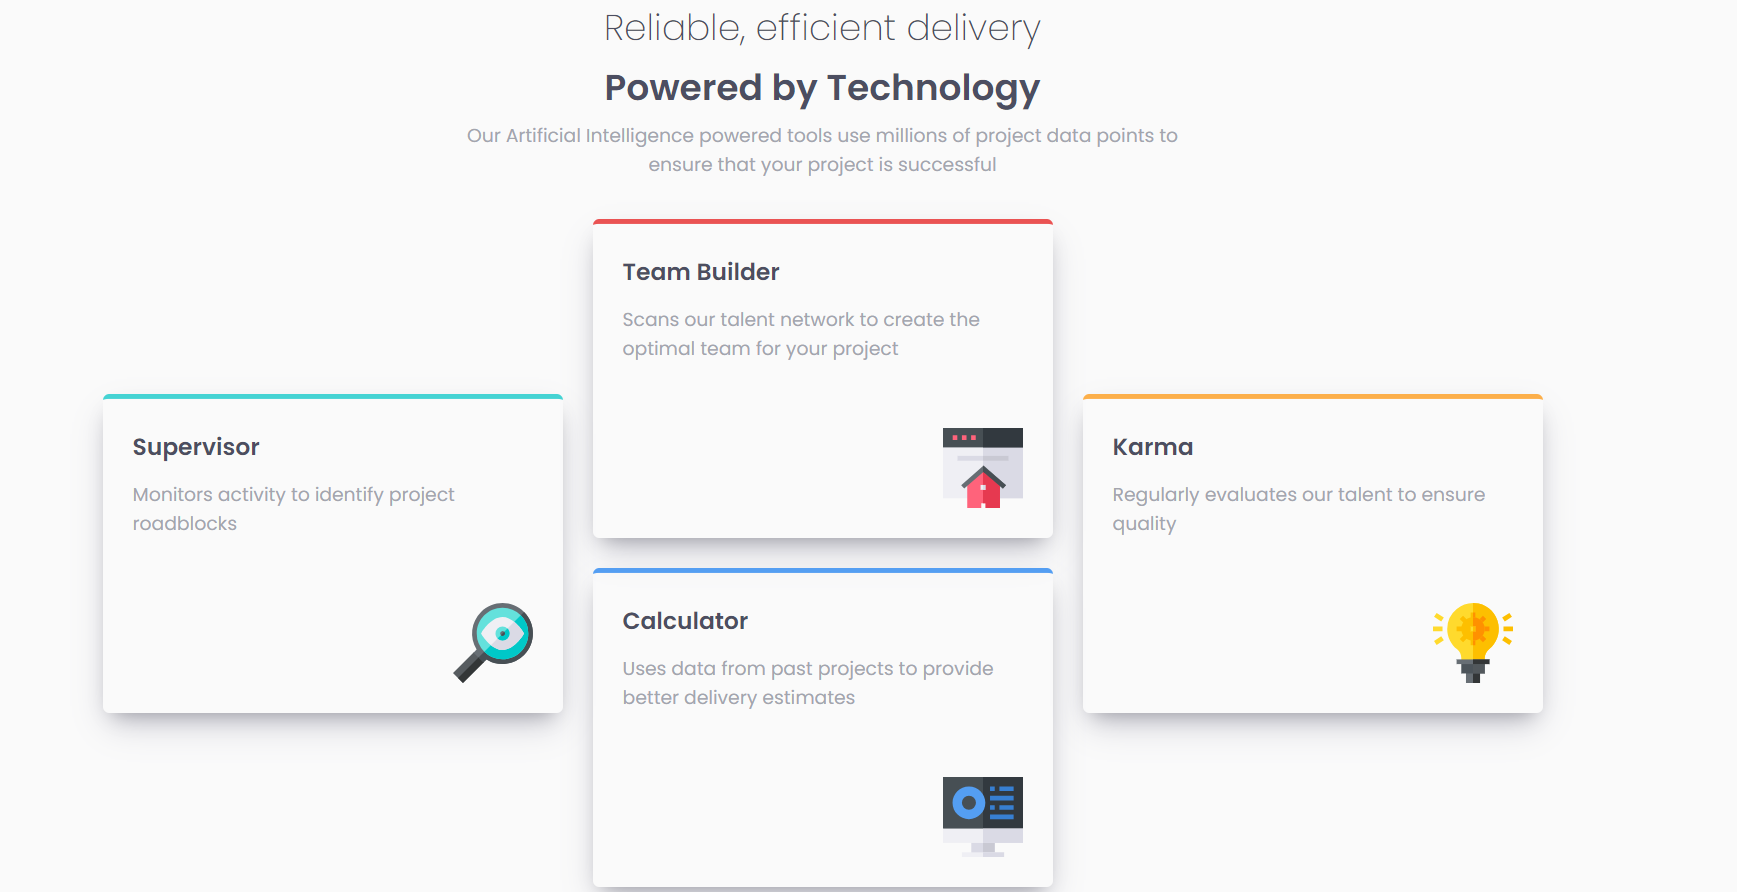 Reliable, efficient delivery
Powered by Technology
Our Artificial Intelligence powered tools use millions of project data points to
ensure that your project is successful
Supervisor
Monitors activity to identify project
roadblocks
Team Builder
Scans our talent network to create the
optimal team for your project
Calculator
Uses data from past projects to provide
better delivery estimates
Karma
Regularly evaluates our talent to ensure
quality